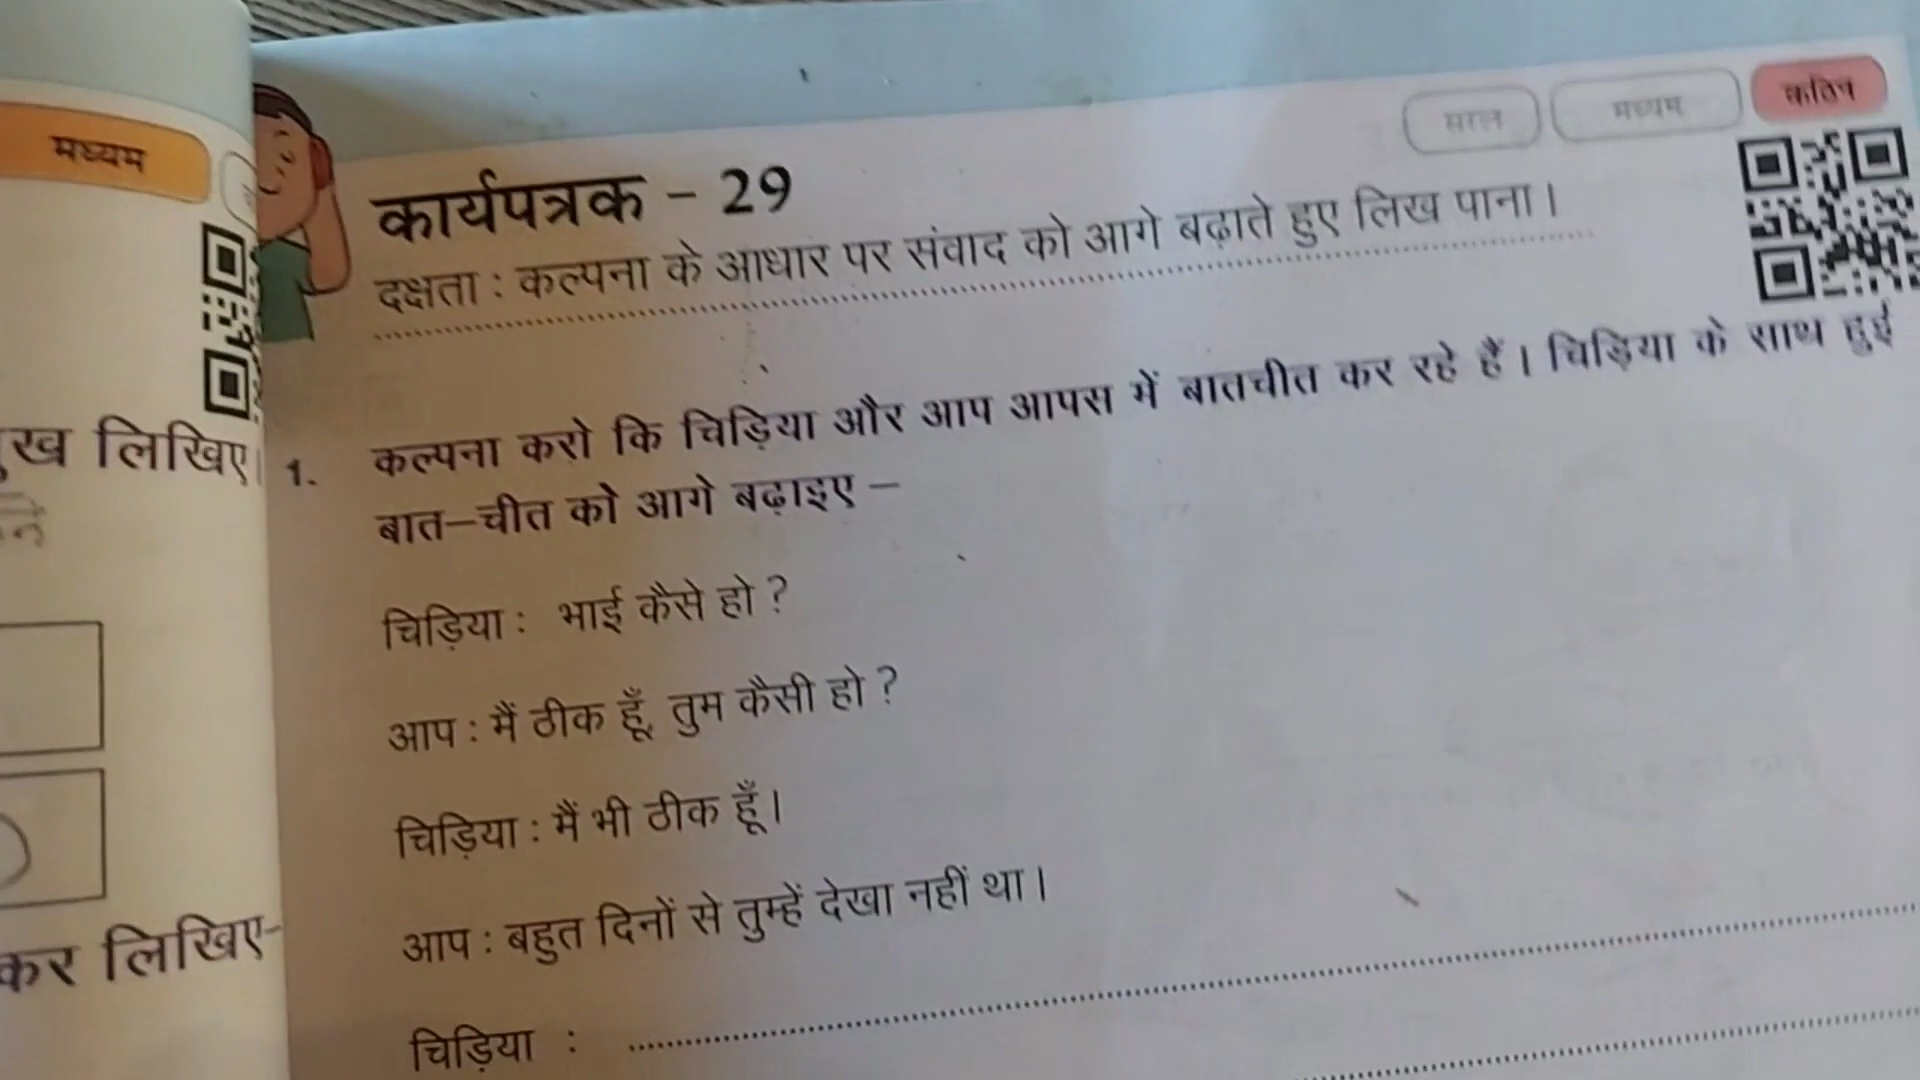 मध्यम
ख लिखिए।
कर लिखिए-
सरल मध्यम कठिन
कार्यपत्रक - 29
दक्षता : कल्पना के आधार पर संवाद को आगे बढ़ाते हुए लिख पाना।
1. कल्पना करो कि चिड़िया और आप आपस में बातचीत कर रहे हैं। चिड़िया के साथ हुई
बात–चीत को आगे बढ़ाइए –
चिड़िया : भाई कैसे हो ?
आप : मैं ठीक हूँ, तुम कैसी हो ?
चिड़िया : मैं भी ठीक हूँ।
आप : बहुत दिनों से तुम्हें देखा नहीं था।
चिड़िया :